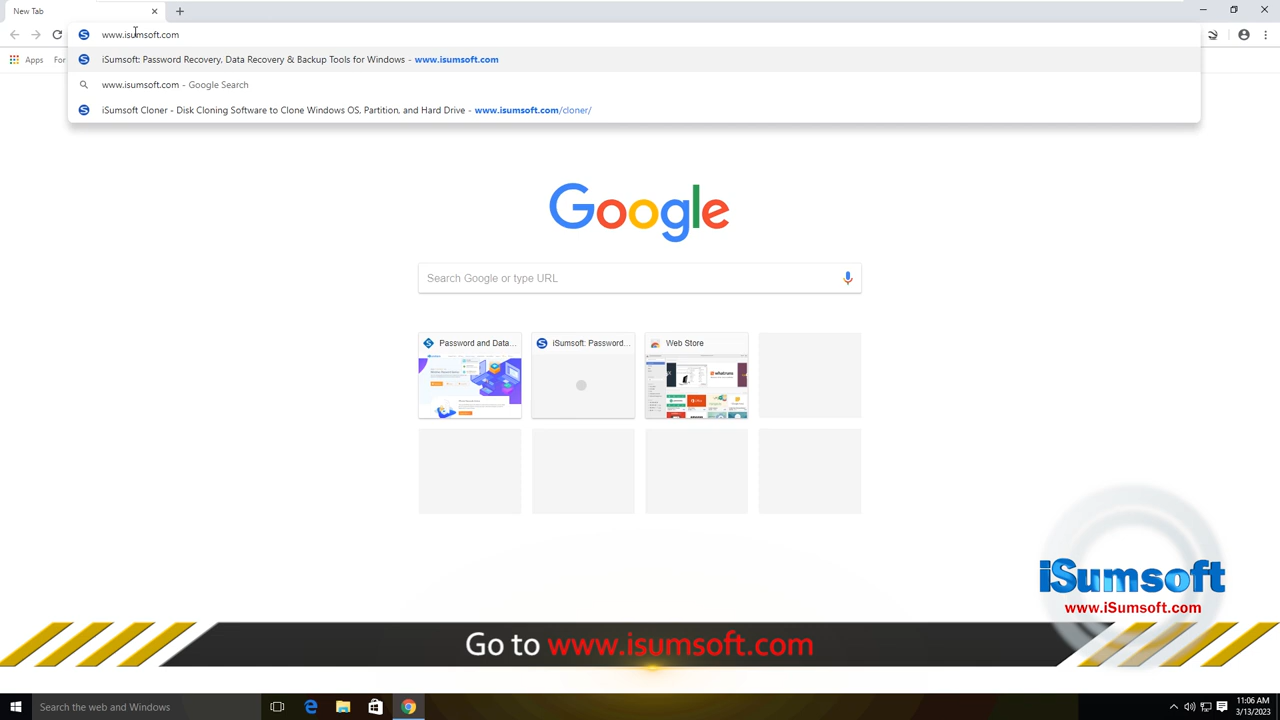 New Tab
www.isumsoft.com
iSumsoft: Password Recovery, Data Recovery & Backup Tools for Windows - www.isumsoft.com
www.isumsoft.com - Google Search
iSumsoft Cloner - Disk Cloning Software to Clone Windows OS, Partition, and Hard Drive - www.isumsoft.com/cloner/
Apps For
Google
Search Google or type URL
Password and Data...
iSumsoft: Password...
Web Store
iSumsoft
www.iSumsoft.com
Go to www.isumsoft.com
Search the web and Windows
11:06 AM
3/13/2023